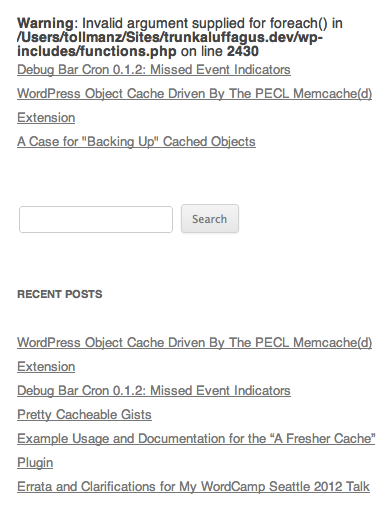 Warning: Invalid argument supplied for foreach() in
/Users/tollmanz/Sites/trunkaluffagus.dev/wp-
includes/functions.php on line 2430
Debug Bar Cron 0.1.2: Missed Event Indicators
WordPress Object Cache Driven By The PECL Memcache(d)
Extension
A Case for "Backing Up" Cached Objects
Search
RECENT POSTS
WordPress Object Cache Driven By The PECL Memcache(d)
Extension
Debug Bar Cron 0.1.2: Missed Event Indicators
Pretty Cacheable Gists
Example Usage and Documentation for the “A Fresher Cache”
Plugin
Errata and Clarifications for My WordCamp Seattle 2012 Talk